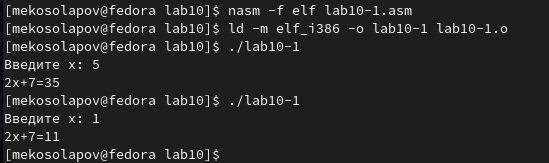 [mekosolapov@fedora lab10]$ nasm -f elf lab10-1.asm
[mekosolapov@fedora lab10]$ ld -m elf_i386 -o lab10-1 lab10-1.o
[mekosolapov@fedora lab10]$ ./lab10-1
Введите x: 5
2x+7=35
[mekosolapov@fedora lab10]$ ./lab10-1
Введите x: 1
2x+7=11
[mekosolapov@fedora lab10]$